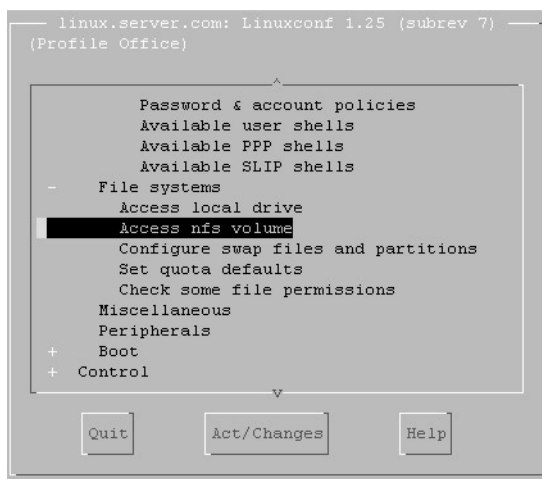 linux.server.com: Linuxconf 1.25 (subrev 7)
(Profile Office)
Password & account policies
Available user shells
Available PPP shells
Available SLIP shells
- File systems
Access local drive
Access nfs volume
Configure swap files and partitions
Set quota defaults
Check some file permissions
Miscellaneous
Peripherals
+ Boot
+ Control
Quit Act/Changes Help